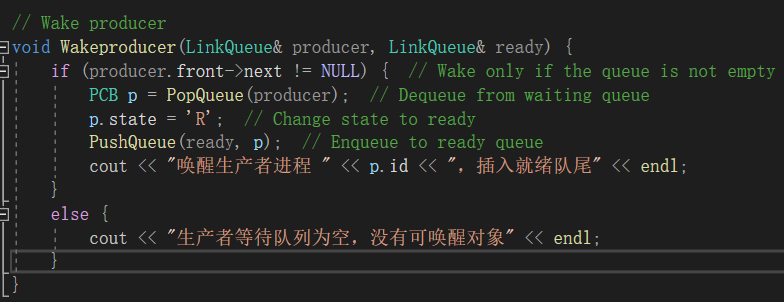 // Wake producer
void Wakeproducer(LinkQueue& producer, LinkQueue& ready) {
if (producer.front->next != NULL) { // Wake only if the queue is not empty
PCB p = PopQueue(producer); // Dequeue from waiting queue
p.state = 'R'; // Change state to ready
PushQueue(ready, p); // Enqueue to ready queue
cout << "唤醒生产者进程 " << p.id << ", 插入就绪队尾" << endl;
}
else {
cout << "生产者等待队列为空，没有可唤醒对象" << endl;
}
}